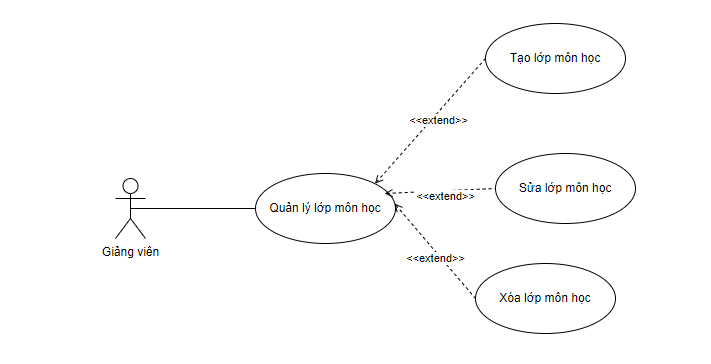 Tạo lớp môn học
<<extend>>
Quản lý lớp môn học
Sửa lớp môn học
<<extend>>
Giảng viên
<<extend>>
Xóa lớp môn học